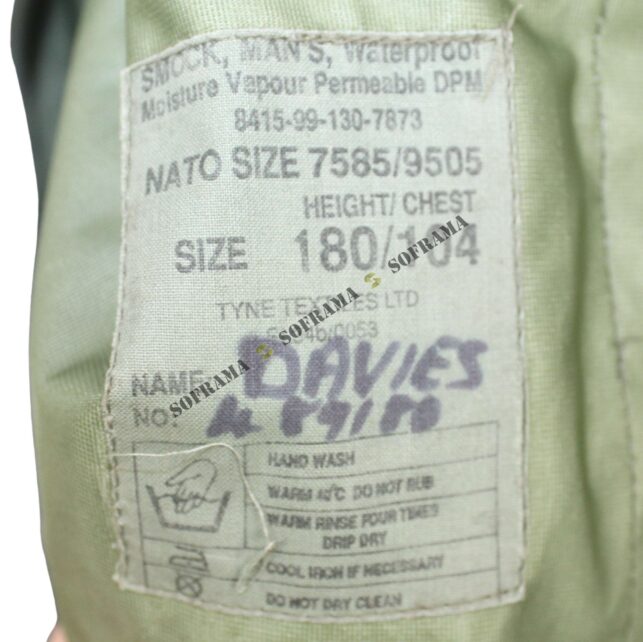 SMOCK, MAN'S, Waterproof
Moisture Vapour Permeable DPM
8415-99-130-7873
NATO SIZE 7585/9505
HEIGHT/ CHEST
SIZE 180/104
TYNE TEXTILES LTD
NAME: DAVIES
NO:
HAND WASH
WARM 40°C DO NOT RUB
WARM RINSE FOUR TIMES
DRIP DRY
COOL IRON IF NECESSARY
DO NOT DRY CLEAN
SOFRAMA SOFRAMA SOFRAMA